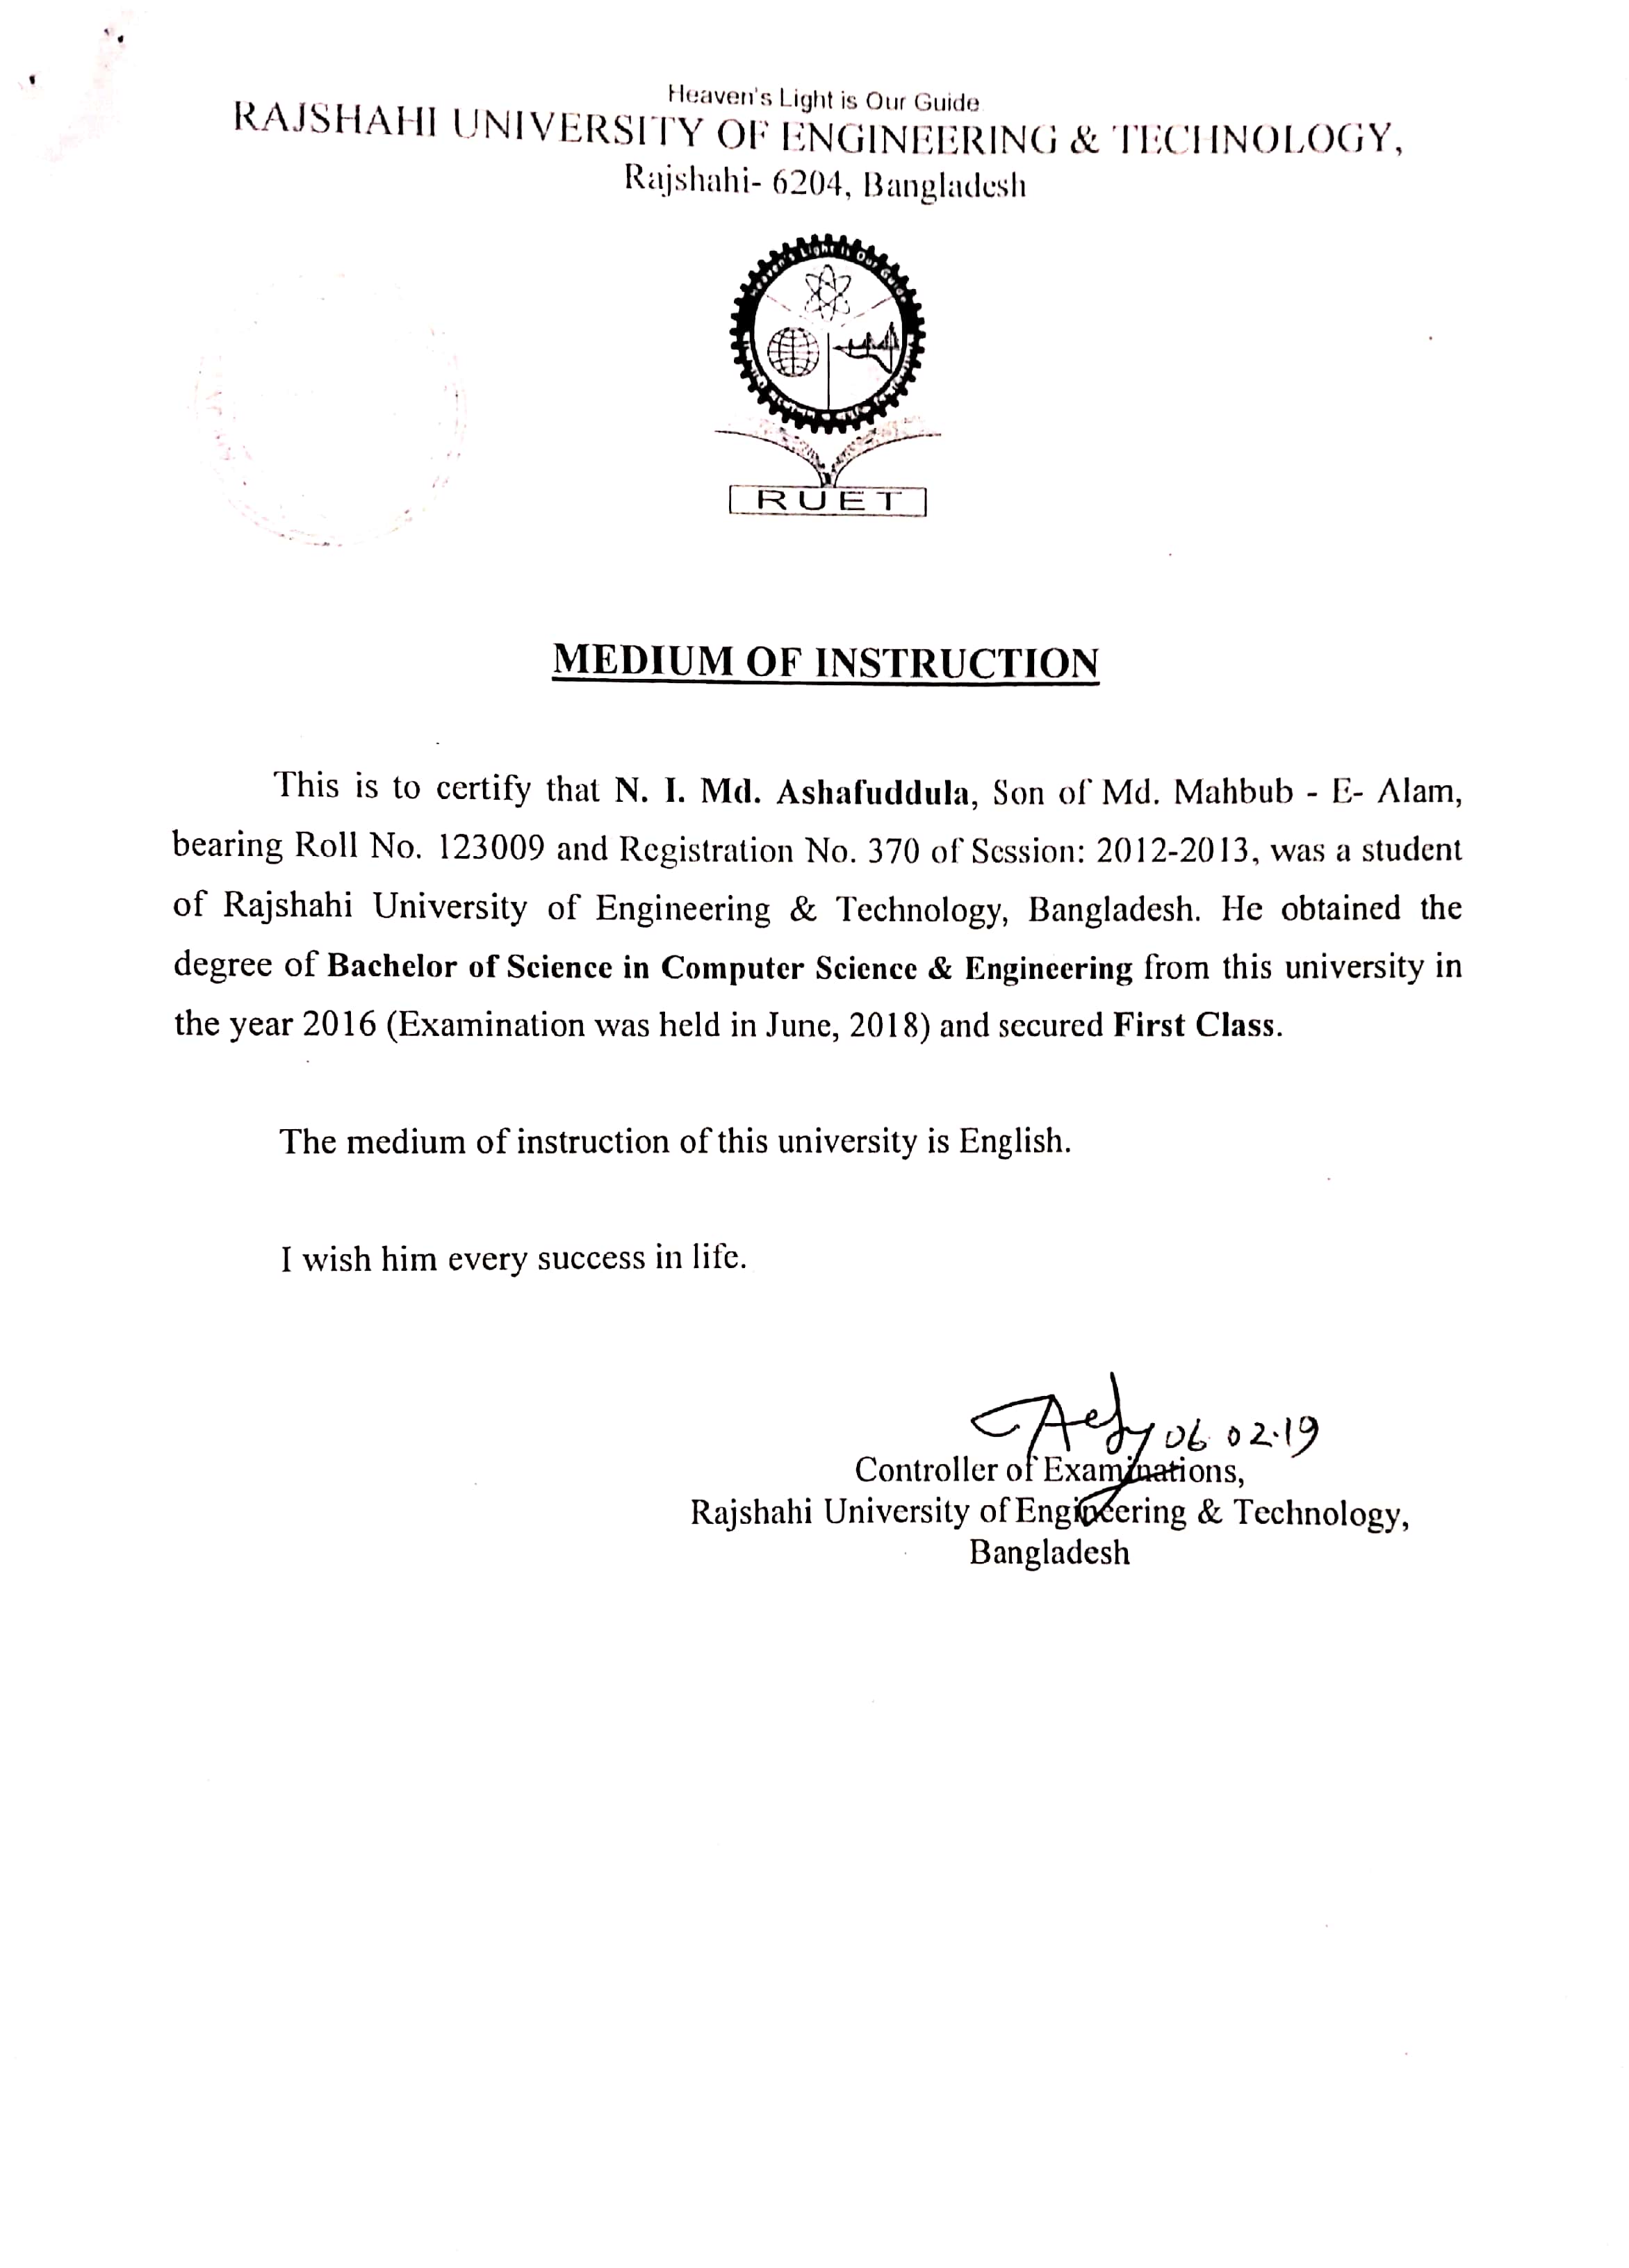 Heaven's Light is Our Guide
RAJSHAHI UNIVERSITY OF ENGINEERING & TECHNOLOGY,
Rajshahi- 6204, Bangladesh
Heaven's Light is Our Guide
RUET
MEDIUM OF INSTRUCTION
This is to certify that N. I. Md. Ashafuddula, Son of Md. Mahbub - E- Alam,
bearing Roll No. 123009 and Registration No. 370 of Session: 2012-2013, was a student
of Rajshahi University of Engineering & Technology, Bangladesh. He obtained the
degree of Bachelor of Science in Computer Science & Engineering from this university in
the year 2016 (Examination was held in June, 2018) and secured First Class.
The medium of instruction of this university is English.
I wish him every success in life.
06 02.19
Controller of Examinations,
Rajshahi University of Engineering & Technology,
Bangladesh